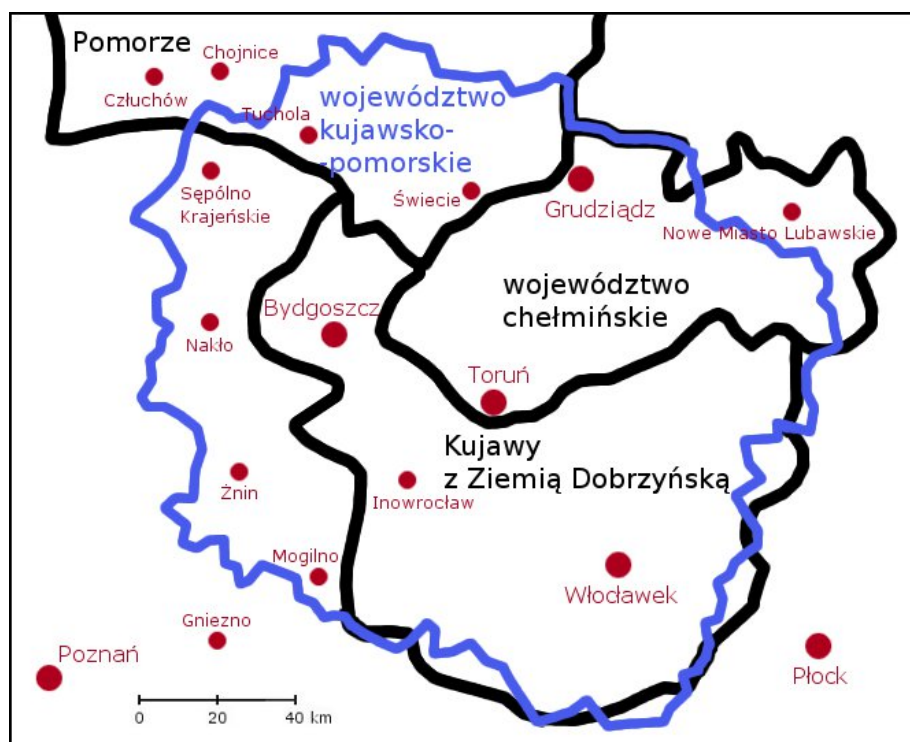 Pomorze
Chojnice
Człuchów
województwo
kujawsko-
-pomorskie
Tuchola
Sępólno
Krajeńskie
Świecie
Grudziądz
Nowe Miasto Lubawskie
województwo
chełmińskie
Bydgoszcz
Nakło
Toruń
Kujawy
z Ziemią Dobrzyńską
Żnin
Inowrocław
Mogilno
Włocławek
Gniezno
Poznań
Płock
0 20 40 km